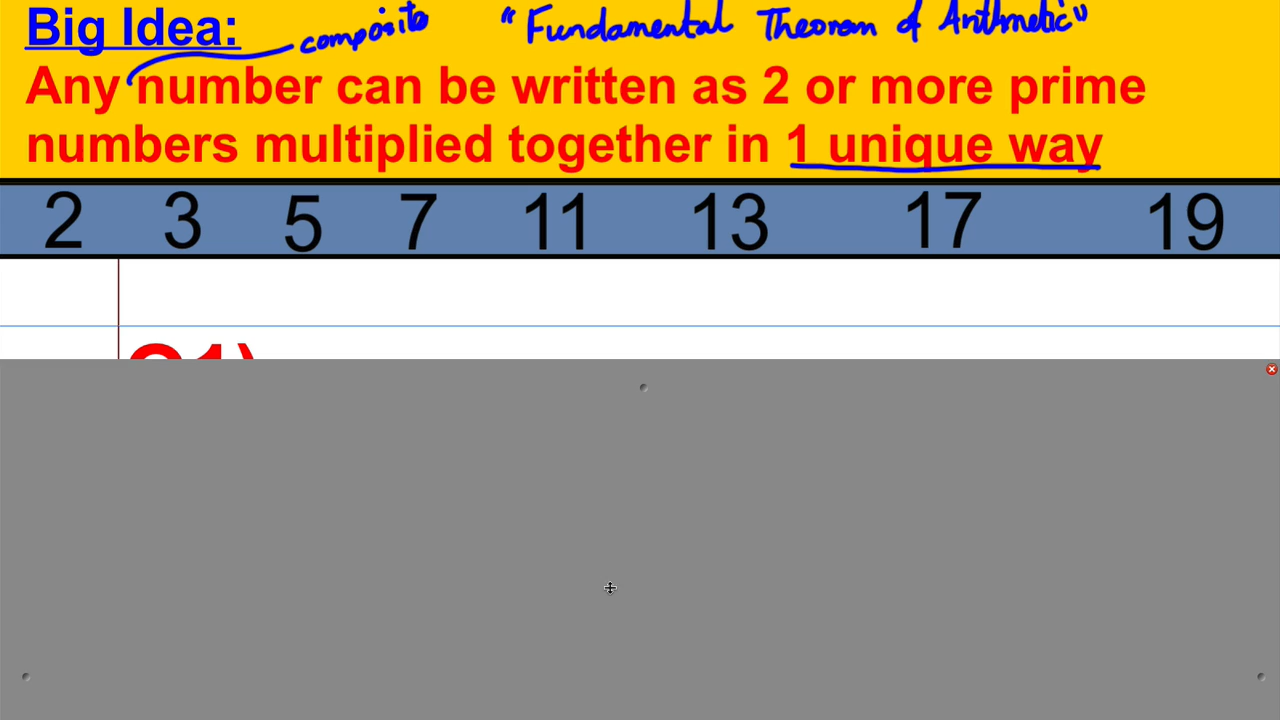 Big Idea: composite "Fundamental Theorem of Arithmetic"
Any number can be written as 2 or more prime
numbers multiplied together in 1 unique way
2 3 5 7 11 13 17 19
Q1)